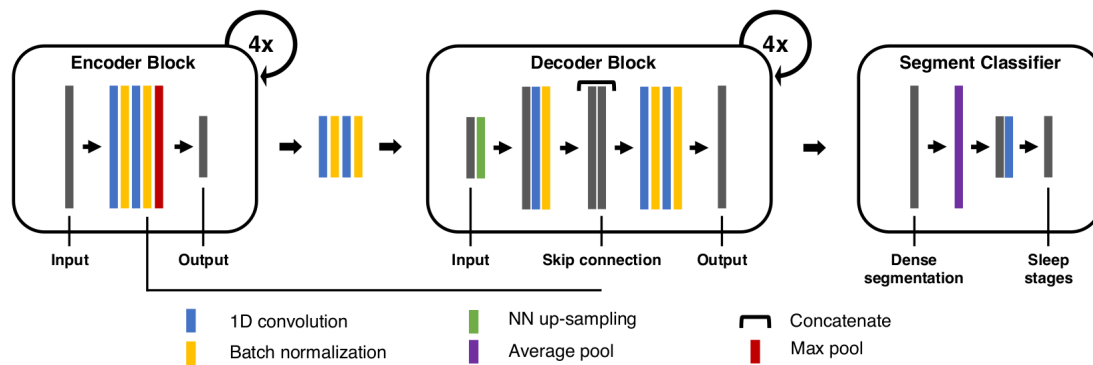 4x
4x
Encoder Block
Decoder Block
Segment Classifier
Input
Output
Input
Skip connection
Output
Dense
segmentation
Sleep
stages
1D convolution
NN up-sampling
Concatenate
Batch normalization
Average pool
Max pool